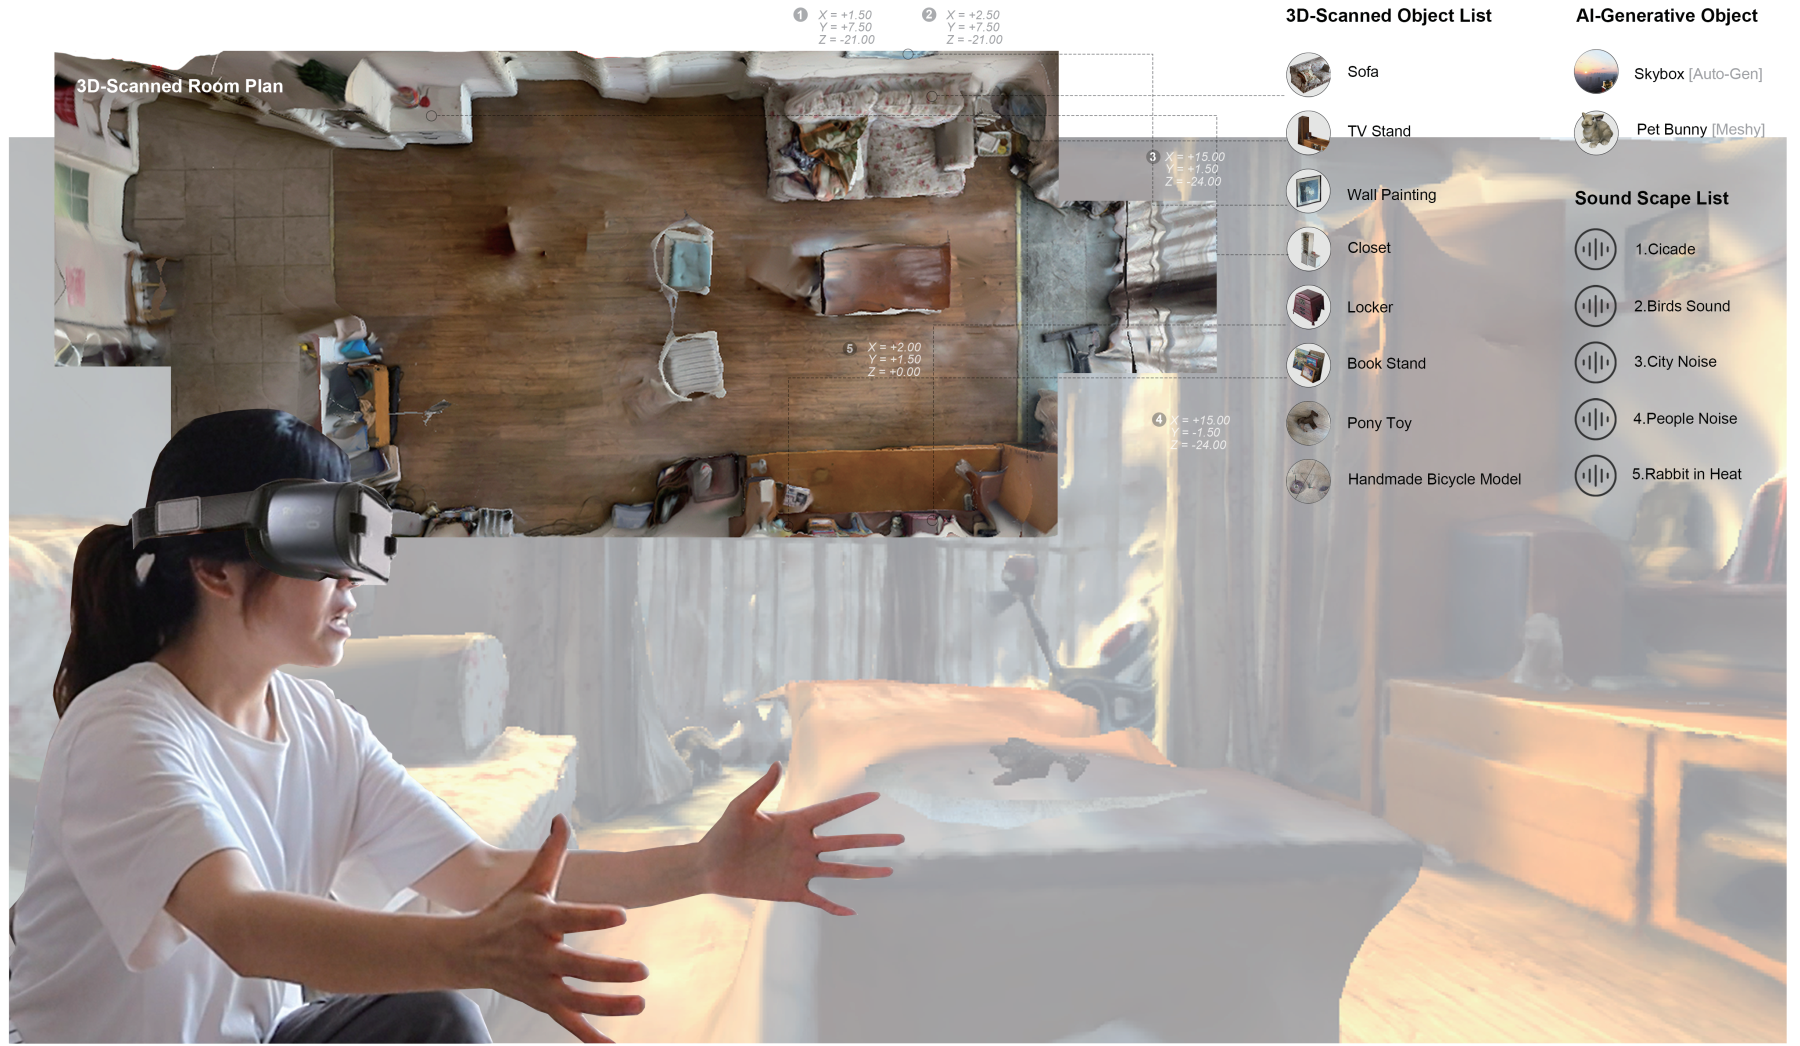 1
X = +1.50
Y = +7.50
Z = -21.00
2
X = +2.50
Y = +7.50
Z = -21.00
3D-Scanned Room Plan
3
X = +15.00
Y = +1.50
Z = -24.00
5
X = +2.00
Y = +1.50
Z = +0.00
4
X = +15.00
Y = -1.50
Z = -24.00
3D-Scanned Object List
Sofa
TV Stand
Wall Painting
Closet
Locker
Book Stand
Pony Toy
Handmade Bicycle Model
AI-Generative Object
Skybox [Auto-Gen]
Pet Bunny [Meshy]
Sound Scape List
1.Cicade
2.Birds Sound
3.City Noise
4.People Noise
5.Rabbit in Heat